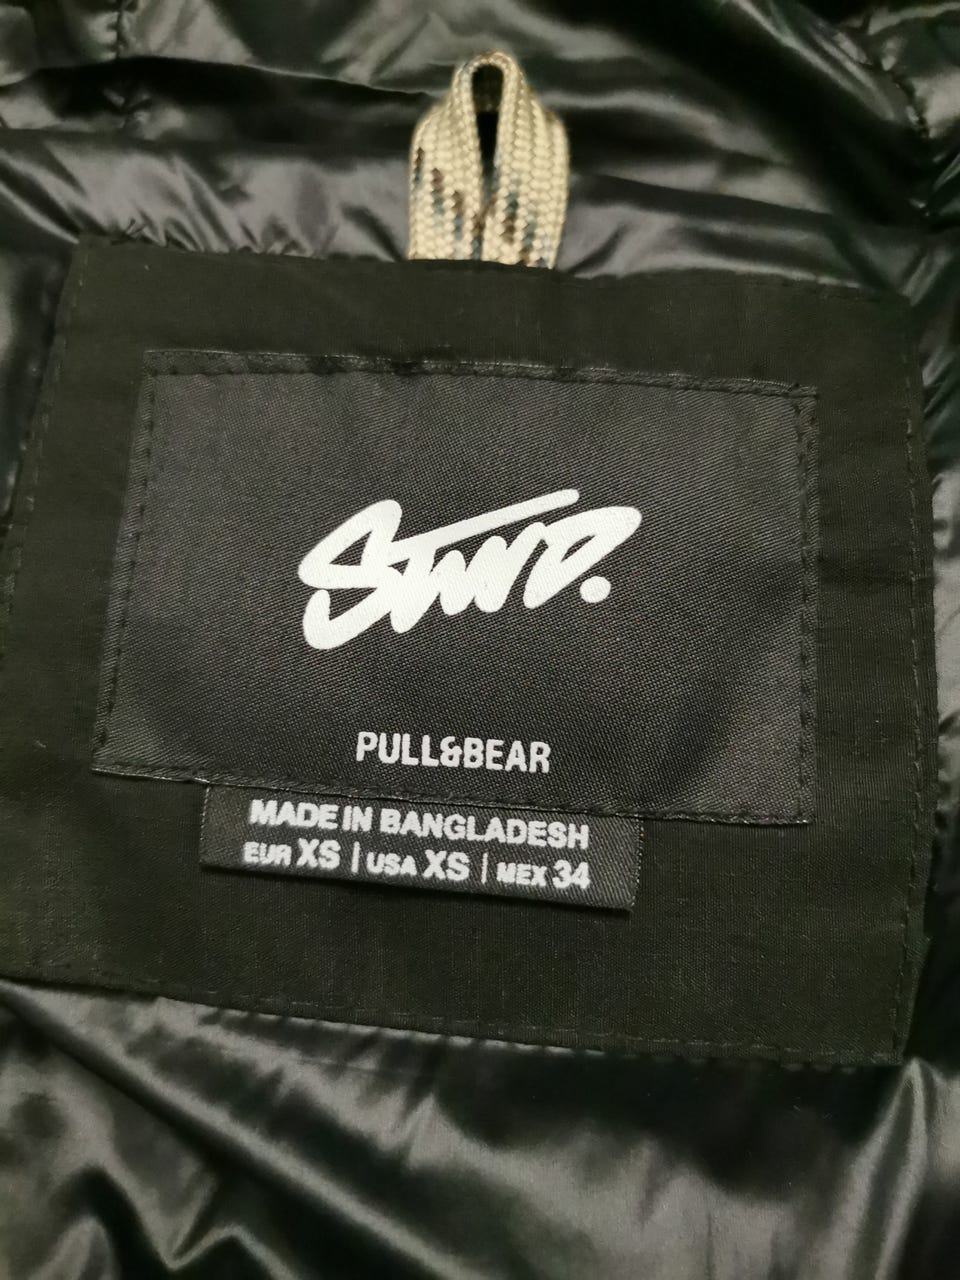 STWD.
PULL&BEAR
MADE IN BANGLADESH
EUR XS | USA XS | MEX 34